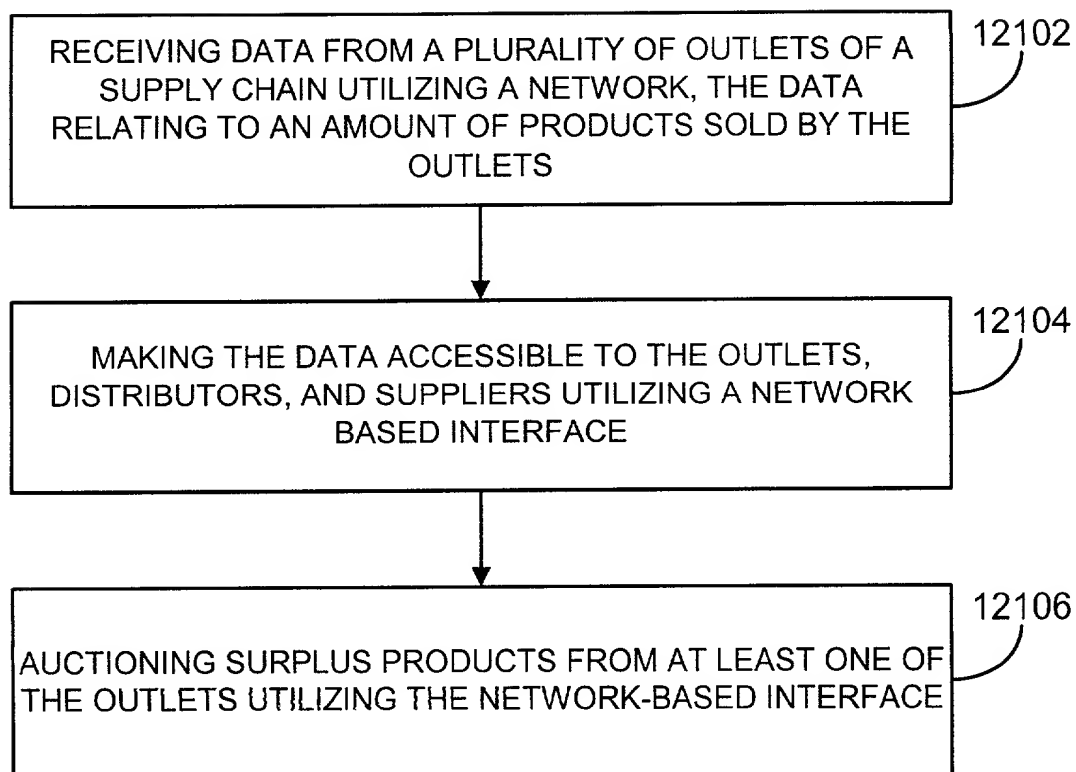 12102
RECEIVING DATA FROM A PLURALITY OF OUTLETS OF A
SUPPLY CHAIN UTILIZING A NETWORK, THE DATA
RELATING TO AN AMOUNT OF PRODUCTS SOLD BY THE
OUTLETS
12104
MAKING THE DATA ACCESSIBLE TO THE OUTLETS,
DISTRIBUTORS, AND SUPPLIERS UTILIZING A NETWORK
BASED INTERFACE
12106
AUCTIONING SURPLUS PRODUCTS FROM AT LEAST ONE OF
THE OUTLETS UTILIZING THE NETWORK-BASED INTERFACE